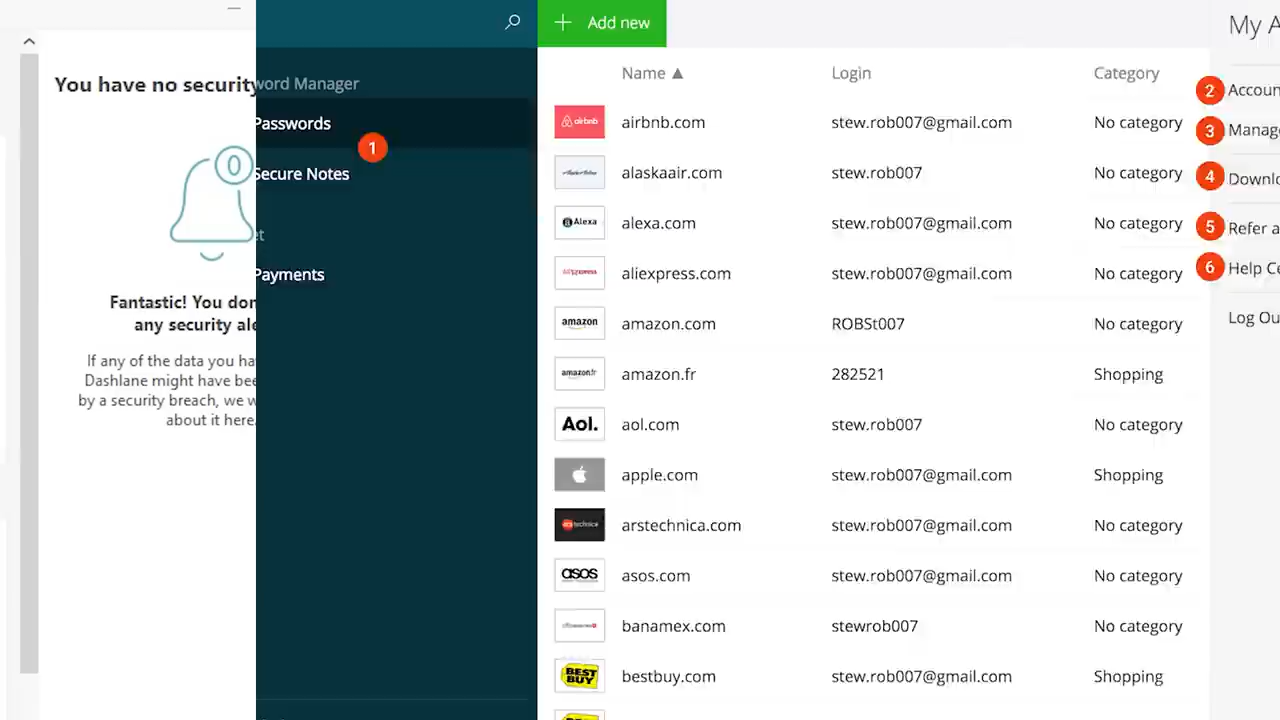 You have no security
0
Fantastic! You don
any security ale
If any of the data you ha
Dashlane might have bee
by a security breach, we w
about it here.
word Manager
Passwords
1
Secure Notes
et
Payments
+ Add new
Name ▲ Login Category
airbnb airbnb.com stew.rob007@gmail.com No category
alaskaair.com stew.rob007 No category
Alexa alexa.com stew.rob007@gmail.com No category
aliexpress.com stew.rob007@gmail.com No category
amazon amazon.com ROBSt007 No category
amazon.fr amazon.fr 282521 Shopping
Aol. aol.com stew.rob007 No category
apple.com stew.rob007@gmail.com Shopping
ars technica arstechnica.com stew.rob007@gmail.com No category
asos asos.com stew.rob007@gmail.com No category
banamex.com stewrob007 No category
BEST BUY bestbuy.com stew.rob007@gmail.com Shopping
My A
2 Accoun
3 Manage
4 Downlo
5 Refer a
6 Help Ce
Log Ou